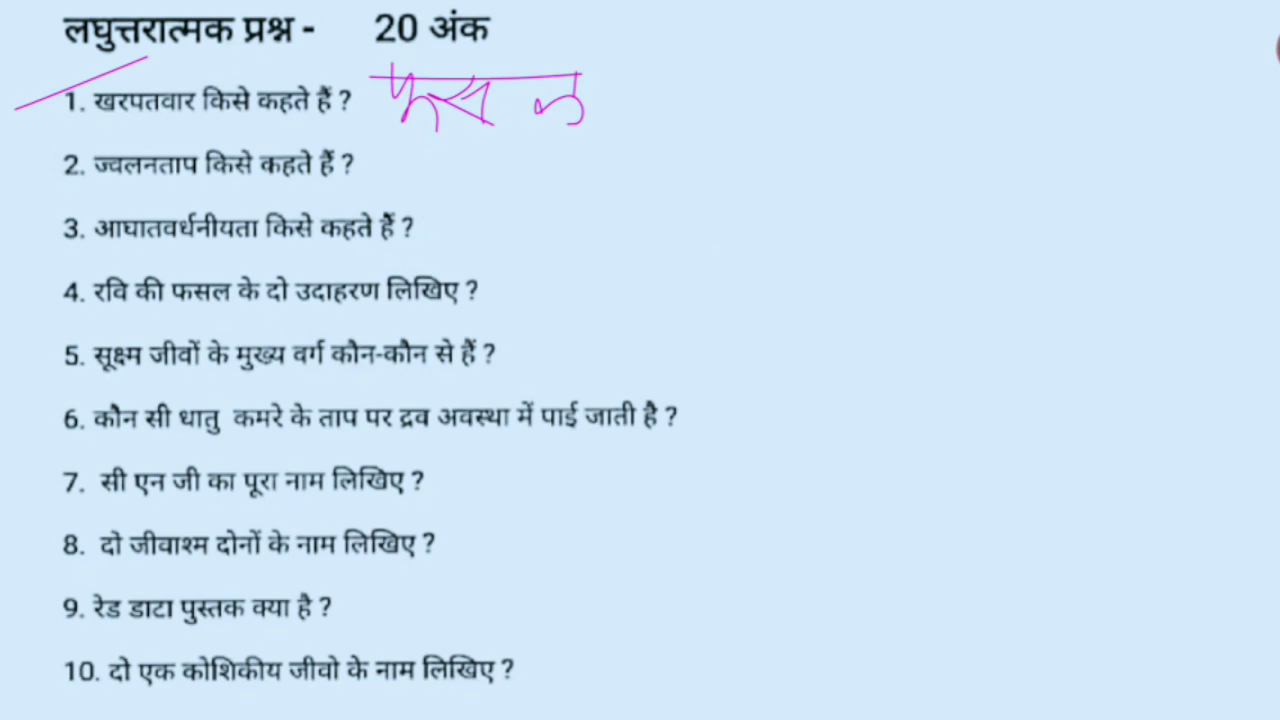 लघुत्तरात्मक प्रश्न - 20 अंक
1. खरपतवार किसे कहते हैं ? फसल
2. ज्वलनताप किसे कहते हैं ?
3. आघातवर्धनीयता किसे कहते हैं ?
4. रवि की फसल के दो उदाहरण लिखिए ?
5. सूक्ष्म जीवों के मुख्य वर्ग कौन-कौन से हैं ?
6. कौन सी धातु कमरे के ताप पर द्रव अवस्था में पाई जाती है ?
7. सी एन जी का पूरा नाम लिखिए ?
8. दो जीवाश्म दोनों के नाम लिखिए ?
9. रेड डाटा पुस्तक क्या है ?
10. दो एक कोशिकीय जीवो के नाम लिखिए ?